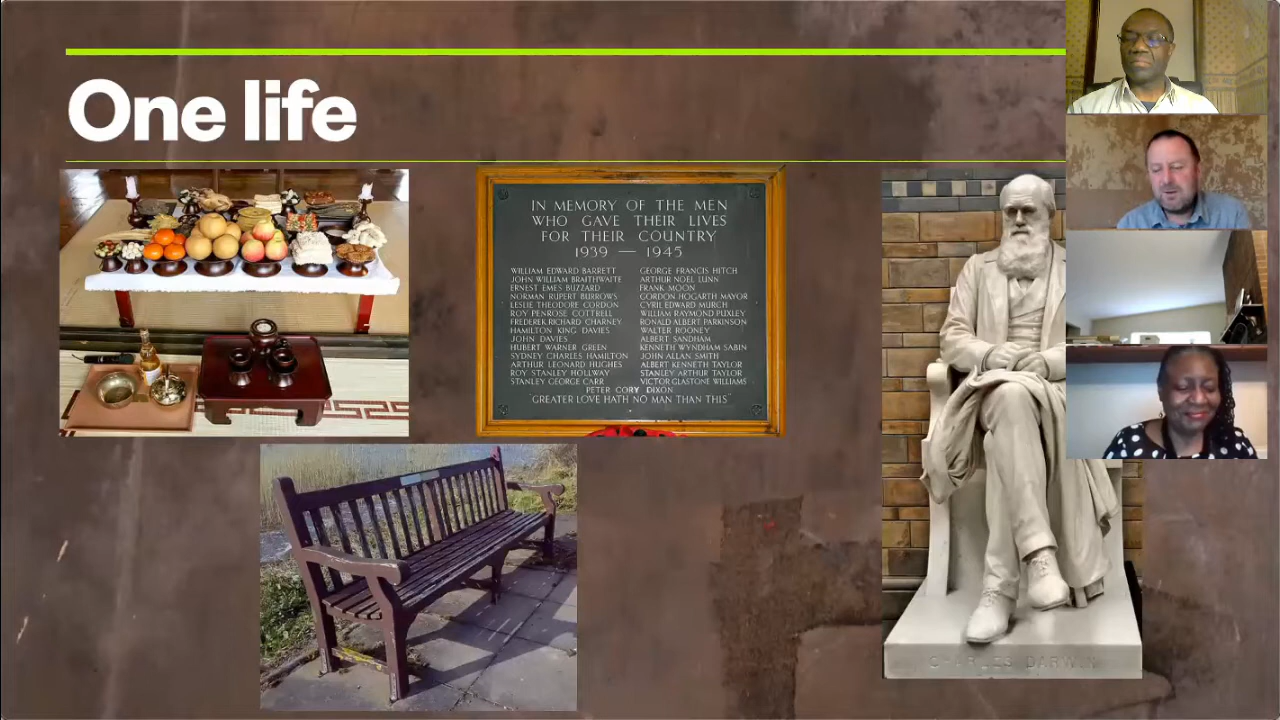 One life
IN MEMORY OF THE MEN
WHO GAVE THEIR LIVES
FOR THEIR COUNTRY
1939 — 1945
WILLIAM EDWARD BARRETT
JOHN WILLIAM BRAITHWAITE
ERNEST EMES BUZZARD
NORMAN RUPERT BURROWS
LESLIE THEODORE GORDON
ROY PENROSE COTTRELL
FREDERICK RICHARD CHARNEY
HAMILTON KING DAVIES
JOHN DAVIES
HUBERT WARNER GREEN
SYDNEY CHARLES HAMILTON
ARTHUR LEONARD HUGHES
ROY STANLEY HOLLWAY
STANLEY GEORGE CARR
GEORGE FRANCIS HITCH
ARTHUR NOEL LUNN
FRANK MOON
GORDON HOGARTH MAYOR
CYRIL EDWARD MURCH
WILLIAM RAYMOND PUXLEY
RONALD ALBERT PARKINSON
WALTER ROONEY
ALBERT SANDHAM
KENNETH WYNDHAM SABIN
JOHN ALLAN SMITH
ALBERT KENNETH TAYLOR
STANLEY ARTHUR TAYLOR
VICTOR GLASTONE WILLIAMS
PETER CORY DIXON
"GREATER LOVE HATH NO MAN THAN THIS"
CHARLES DARWIN